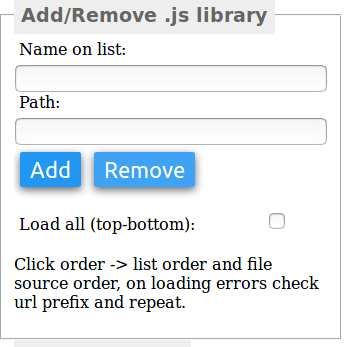 Add/Remove .js library
Name on list:
Path:
Add Remove
Load all (top-bottom):
Click order -> list order and file
source order, on loading errors check
url prefix and repeat.